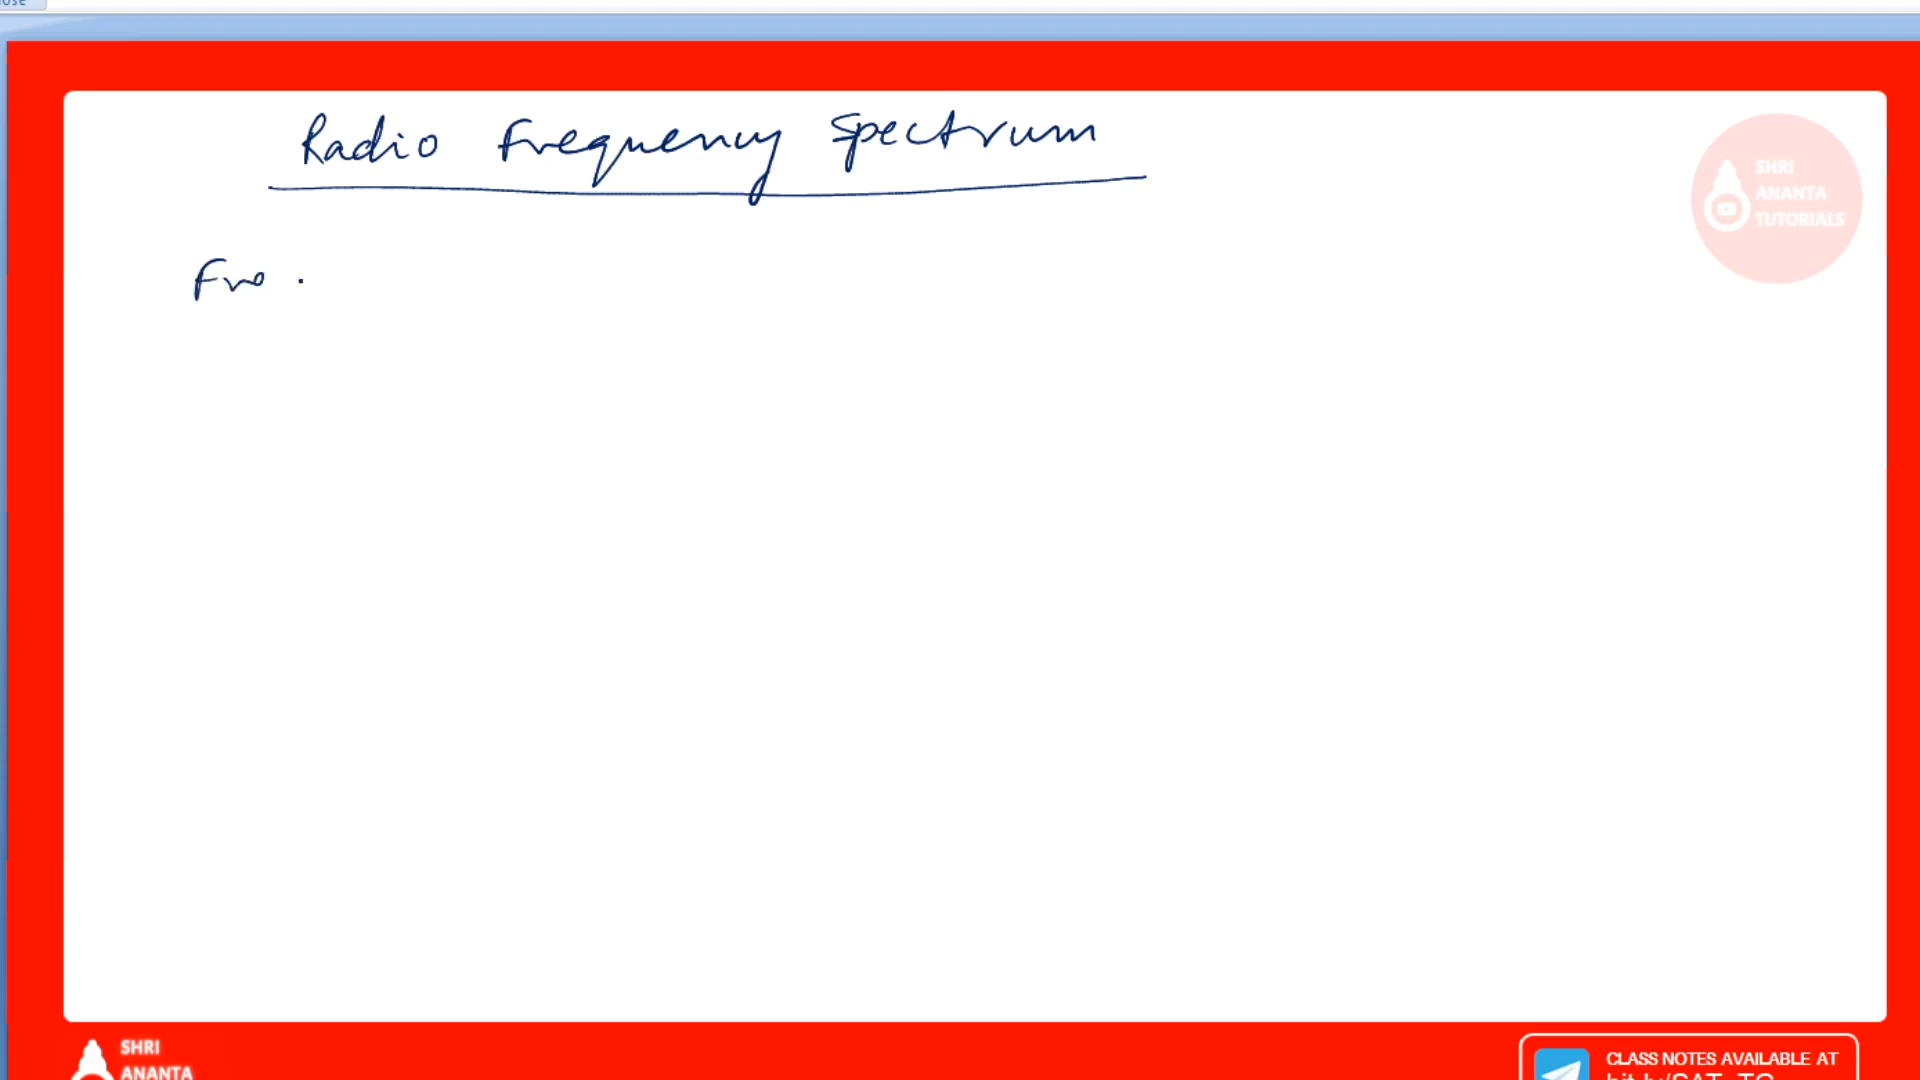 Radio Frequency Spectrum
SHRI
ANANTA
TUTORIALS
Fro
SHRI
ANANTA
CLASS NOTES AVAILABLE AT